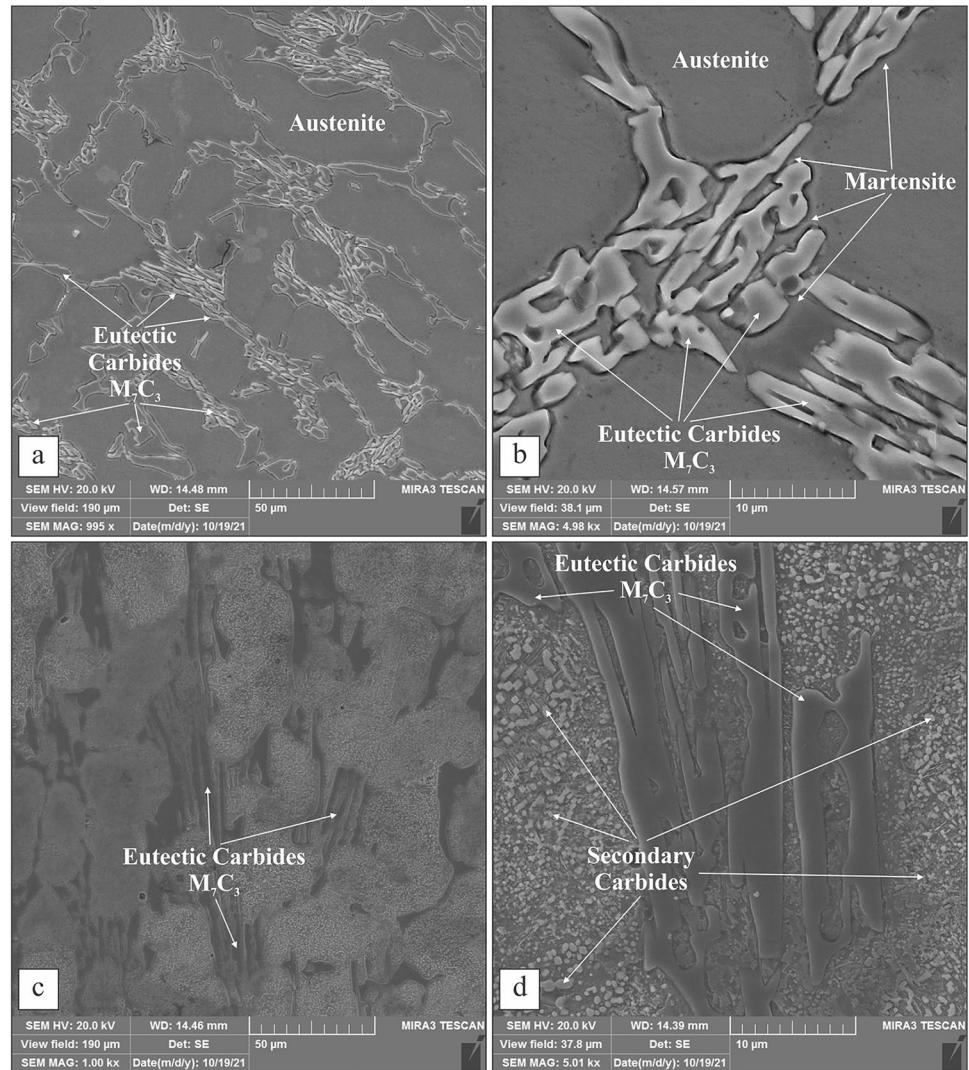 Austenite
Eutectic
Carbides
M₇C₃
a
SEM HV: 20.0 kV WD: 14.48 mm MIRA3 TESCAN
View field: 190 µm Det: SE 50 µm
SEM MAG: 995 x Date(m/d/y): 10/19/21
Austenite
Martensite
Eutectic Carbides
M₇C₃
b
SEM HV: 20.0 kV WD: 14.57 mm MIRA3 TESCAN
View field: 38.1 µm Det: SE 10 µm
SEM MAG: 4.98 kx Date(m/d/y): 10/19/21
Eutectic Carbides
M₇C₃
c
SEM HV: 20.0 kV WD: 14.46 mm MIRA3 TESCAN
View field: 190 µm Det: SE 50 µm
SEM MAG: 1.00 kx Date(m/d/y): 10/19/21
Eutectic Carbides
M₇C₃
Secondary
Carbides
d
SEM HV: 20.0 kV WD: 14.39 mm MIRA3 TESCAN
View field: 37.8 µm Det: SE 10 µm
SEM MAG: 5.01 kx Date(m/d/y): 10/19/21